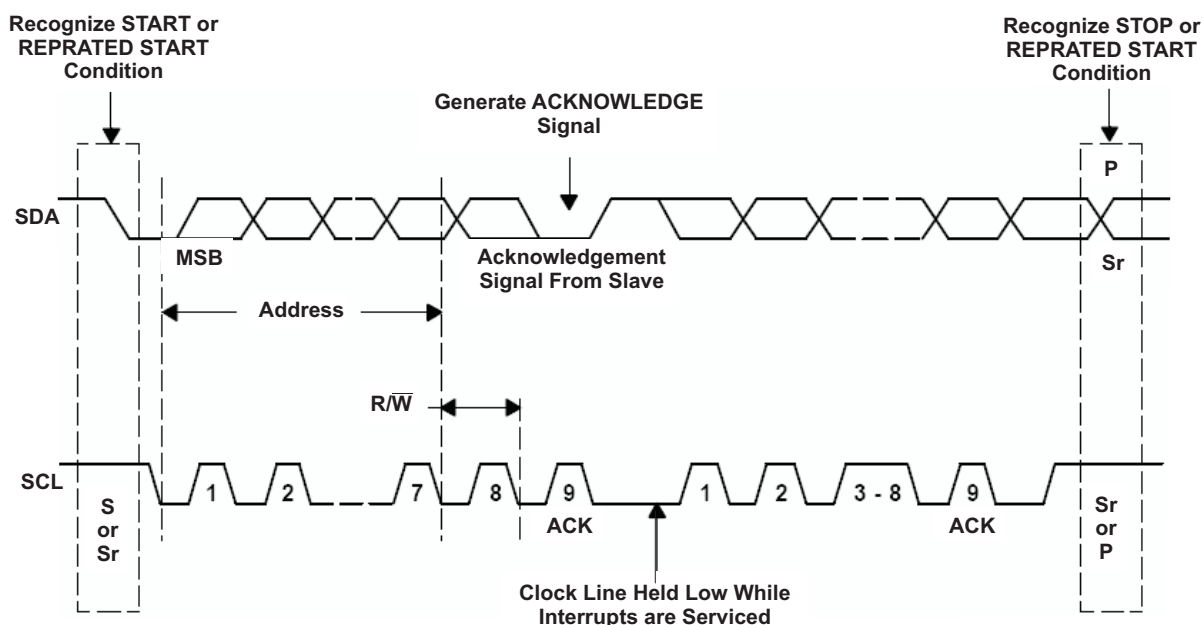 Recognize START or
REPRATED START
Condition
Recognize STOP or
REPRATED START
Condition
Generate ACKNOWLEDGE
Signal
P
SDA
MSB
Acknowledgement
Signal From Slave
Sr
Address
R/W̅
SCL
1
2
7
8
9
1
2
3 - 8
9
ACK
ACK
S
or
Sr
Sr
or
P
Clock Line Held Low While
Interrupts are Serviced